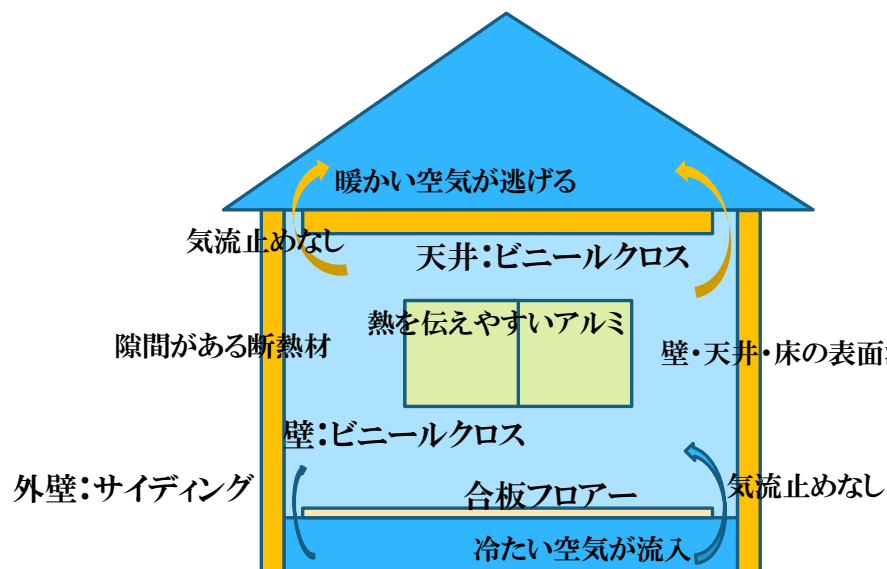 暖かい空気が逃げる
気流止めなし
天井：ビニールクロス
熱を伝えやすいアルミ
隙間がある断熱材
壁・天井・床の表面
壁：ビニールクロス
外壁：サイディング
合板フロアー
気流止めなし
冷たい空気が流入